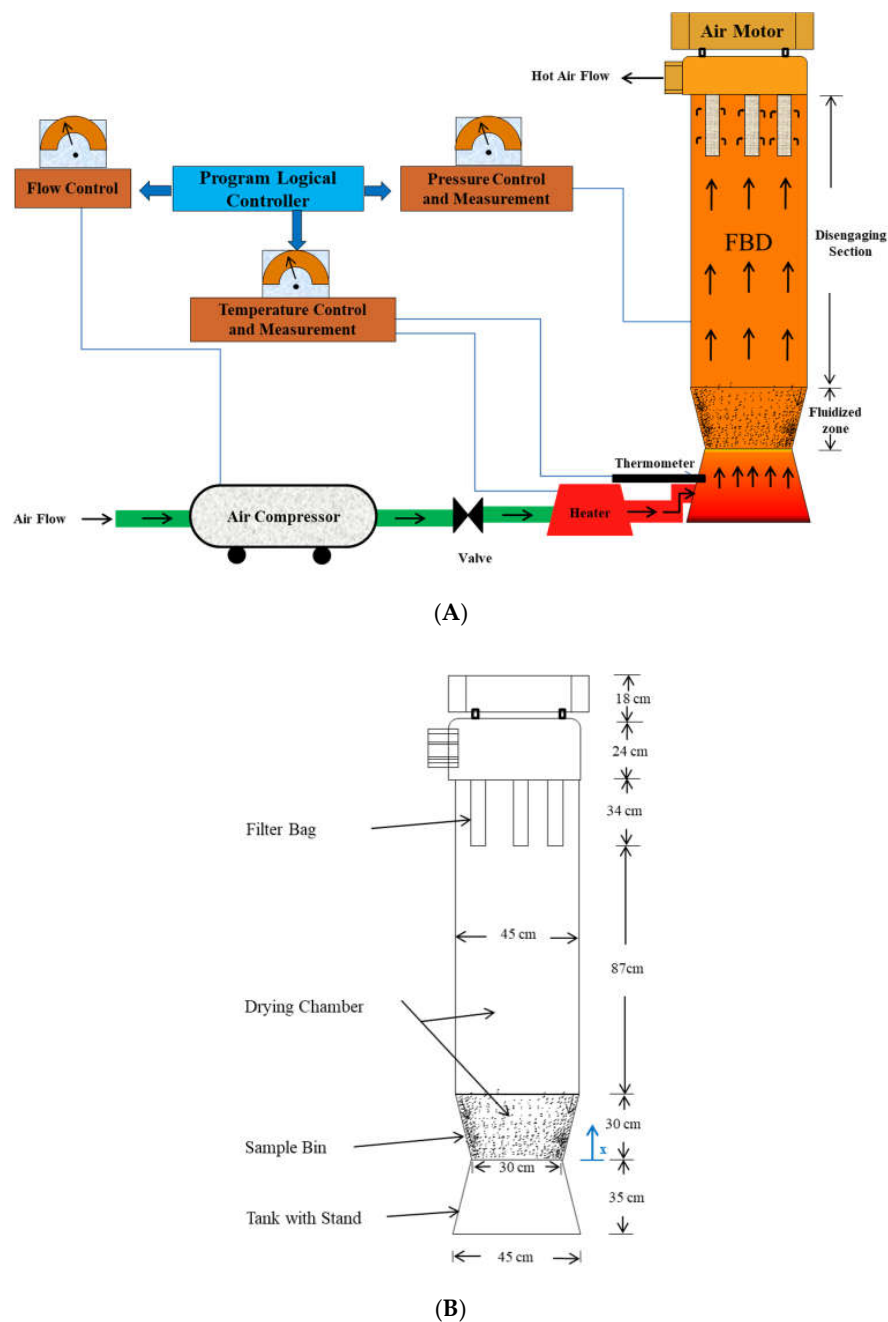 Air Motor
Hot Air Flow
Flow Control
Program Logical
Controller
Pressure Control
and Measurement
FBD
Disengaging
Section
Temperature Control
and Measurement
Fluidized
zone
Thermometer
Air Flow
Air Compressor
Heater
Valve
(A)
18 cm
24 cm
34 cm
Filter Bag
45 cm
87cm
Drying Chamber
30 cm
Sample Bin
x
30 cm
35 cm
Tank with Stand
45 cm
(B)